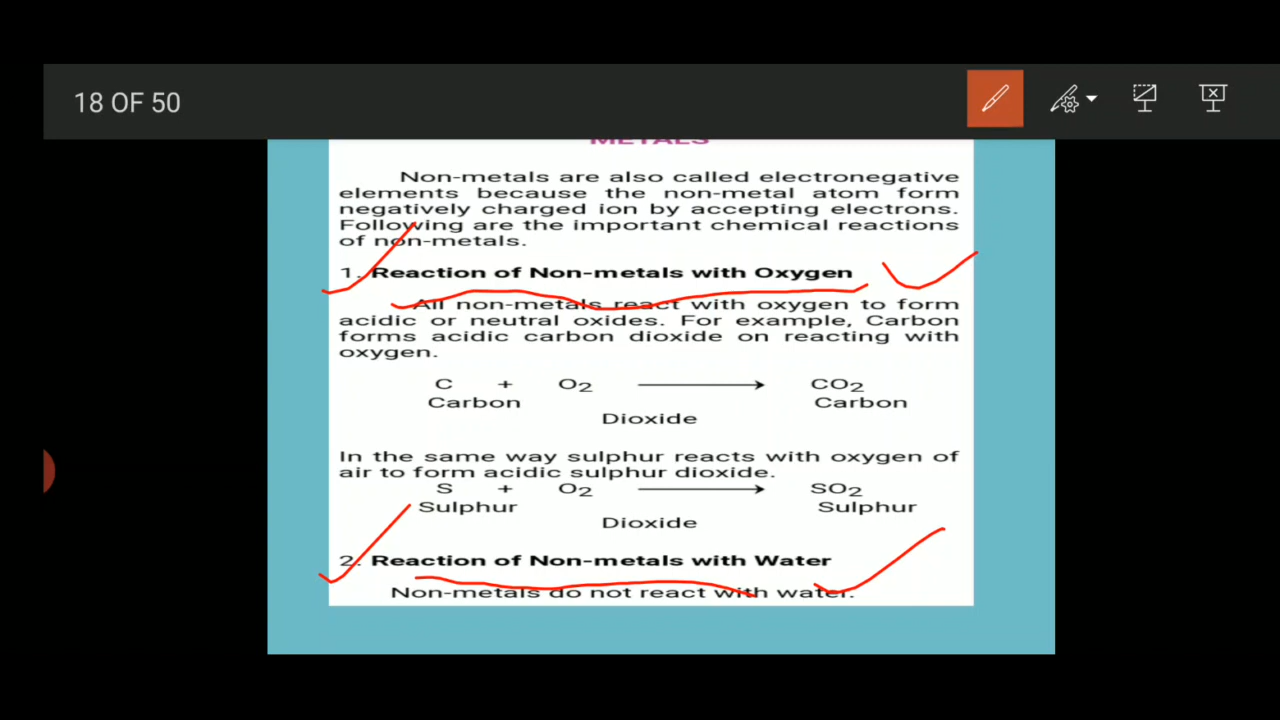 18 OF 50
METALS
Non-metals are also called electronegative
elements because the non-metal atom form
negatively charged ion by accepting electrons.
Following are the important chemical reactions
of non-metals.
1. Reaction of Non-metals with Oxygen
All non-metals react with oxygen to form
acidic or neutral oxides. For example, Carbon
forms acidic carbon dioxide on reacting with
oxygen.
C + O2 ⟶ CO2
Carbon Carbon
Dioxide
In the same way sulphur reacts with oxygen of
air to form acidic sulphur dioxide.
S + O2 ⟶ SO2
Sulphur Sulphur
Dioxide
2. Reaction of Non-metals with Water
Non-metals do not react with water.